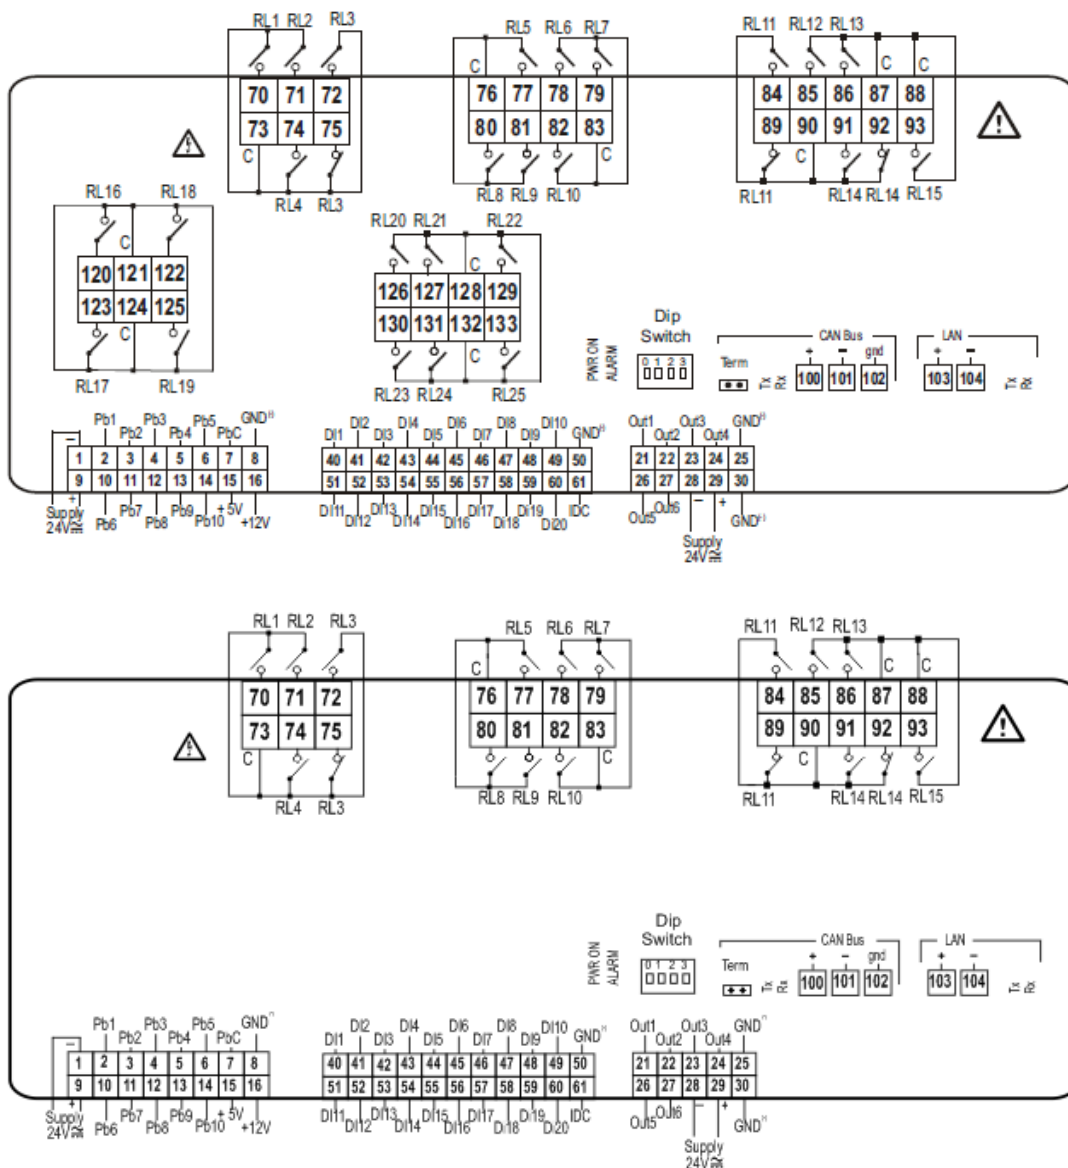 RL1 RL2 RL3
RL5 RL6 RL7
RL11 RL12 RL13
C
C C
70 71 72
73 74 75
76 77 78 79
80 81 82 83
84 85 86 87 88
89 90 91 92 93
C
C
C
RL4 RL3
RL8 RL9 RL10
RL11 RL14 RL14 RL15
RL16 RL18
C
120 121 122
123 124 125
C
RL17 RL19
RL20 RL21 RL22
C
126 127 128 129
130 131 132 133
C
RL23 RL24 RL25
PWR ON
ALARM
Dip
Switch
0 1 2 3
Term
Tx
Rx
CAN Bus
+ − gnd
100 101 102
LAN
+ −
103 104
Tx
Rx
Pb1 Pb2 Pb3 Pb4 Pb5 PbC GND(-)
−
1 2 3 4 5 6 7 8
9 10 11 12 13 14 15 16
+
Supply
24V
Pb6 Pb7 Pb8 Pb9 Pb10 + 5V +12V
DI1 DI2 DI3 DI4 DI5 DI6 DI7 DI8 DI9 DI10 GND(-)
40 41 42 43 44 45 46 47 48 49 50
51 52 53 54 55 56 57 58 59 60 61
DI11 DI12 DI13 DI14 DI15 DI16 DI17 DI18 DI19 DI20 IDC
Out1 Out2 Out3 Out4 GND(-)
21 22 23 24 25
26 27 28 29 30
Out5 Out6 − + GND(-)
Supply
24V
RL1 RL2 RL3
RL5 RL6 RL7
RL11 RL12 RL13
C
C C
70 71 72
73 74 75
76 77 78 79
80 81 82 83
84 85 86 87 88
89 90 91 92 93
C
C
C
RL4 RL3
RL8 RL9 RL10
RL11 RL14 RL14 RL15
PWR ON
ALARM
Dip
Switch
0 1 2 3
Term
Tx
Rx
CAN Bus
+ − gnd
100 101 102
LAN
+ −
103 104
Tx
Rx
Pb1 Pb2 Pb3 Pb4 Pb5 PbC GND
−
1 2 3 4 5 6 7 8
9 10 11 12 13 14 15 16
+
Supply
24V
Pb6 Pb7 Pb8 Pb9 Pb10 + 5V +12V
DI1 DI2 DI3 DI4 DI5 DI6 DI7 DI8 DI9 DI10 GND
40 41 42 43 44 45 46 47 48 49 50
51 52 53 54 55 56 57 58 59 60 61
DI11 DI12 DI13 DI14 DI15 DI16 DI17 DI18 DI19 DI20 IDC
Out1 Out2 Out3 Out4 GND
21 22 23 24 25
26 27 28 29 30
Out5 Out6 − + GND
Supply
24V